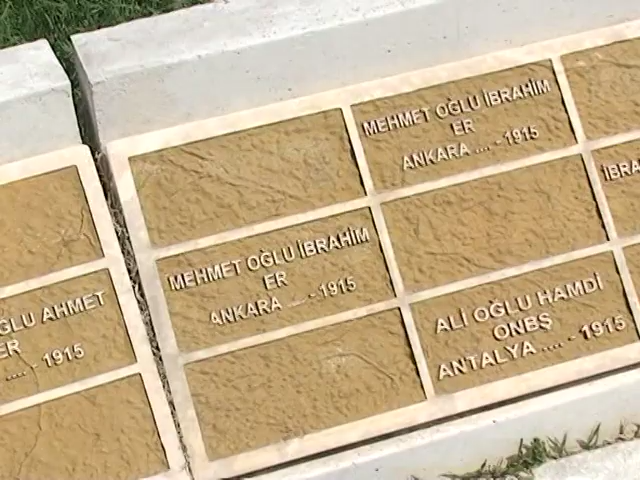 MEHMET OĞLU İBRAHİM
ER
ANKARA .... - 1915
MEHMET OĞLU İBRAHİM
ER
ANKARA .... - 1915
ALİ OĞLU HAMDİ
ONBŞ
ANTALYA .... - 1915
AHMET
.... - 1915